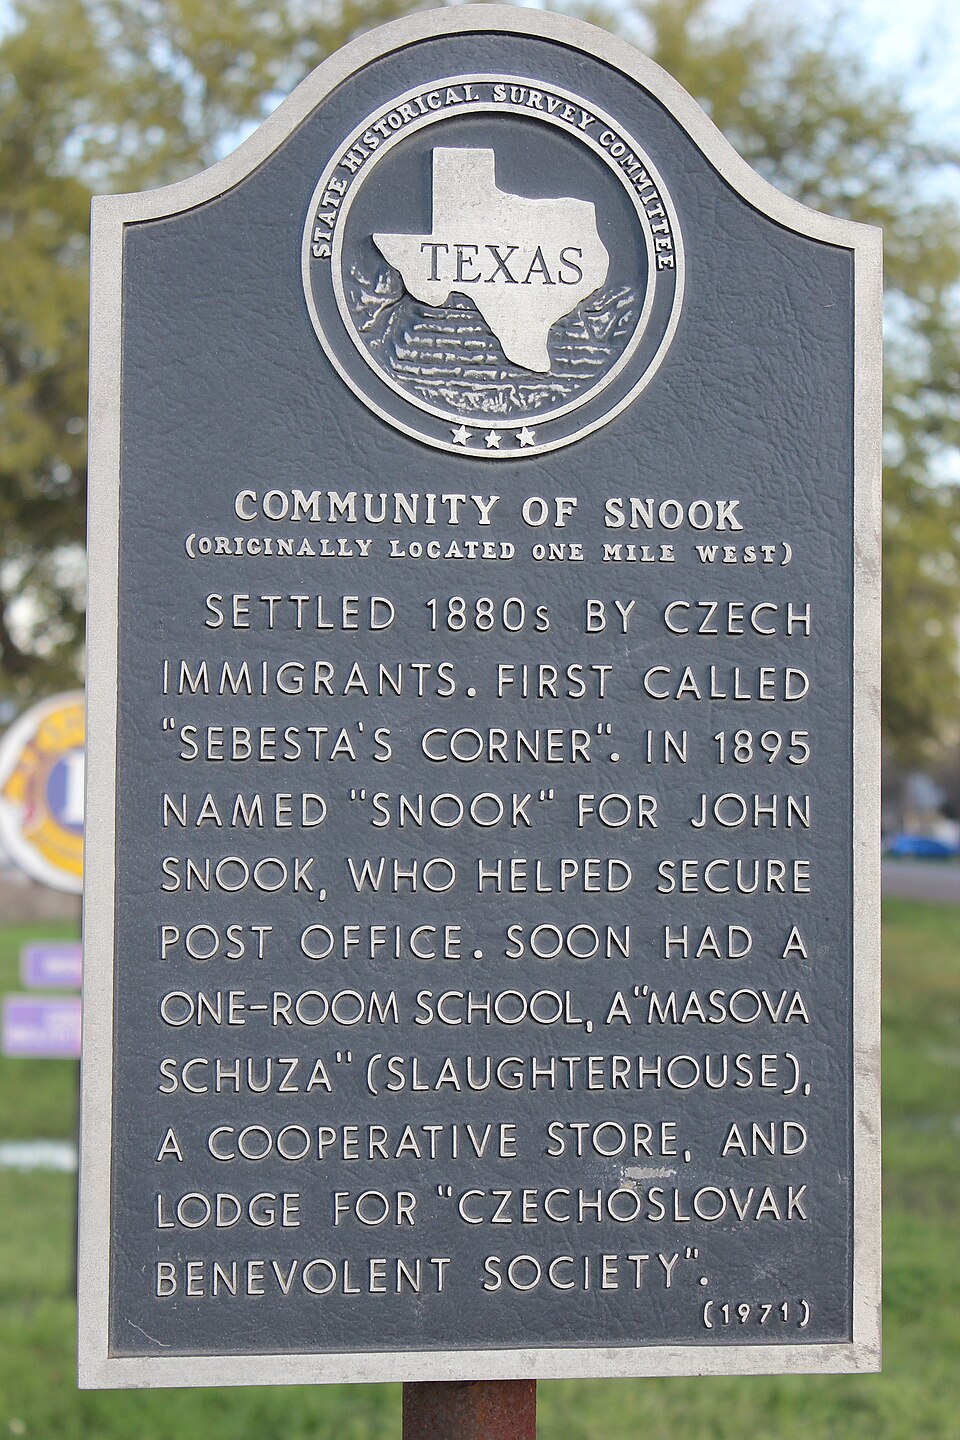 STATE HISTORICAL SURVEY COMMITTEE
TEXAS
COMMUNITY OF SNOOK
(ORIGINALLY LOCATED ONE MILE WEST)
SETTLED 1880s BY CZECH
IMMIGRANTS. FIRST CALLED
"SEBESTA'S CORNER". IN 1895
NAMED "SNOOK" FOR JOHN
SNOOK, WHO HELPED SECURE
POST OFFICE. SOON HAD A
ONE-ROOM SCHOOL, A "MASOVA
SCHUZA" (SLAUGHTERHOUSE),
A COOPERATIVE STORE, AND
LODGE FOR "CZECHOSLOVAK
BENEVOLENT SOCIETY".
(1971)